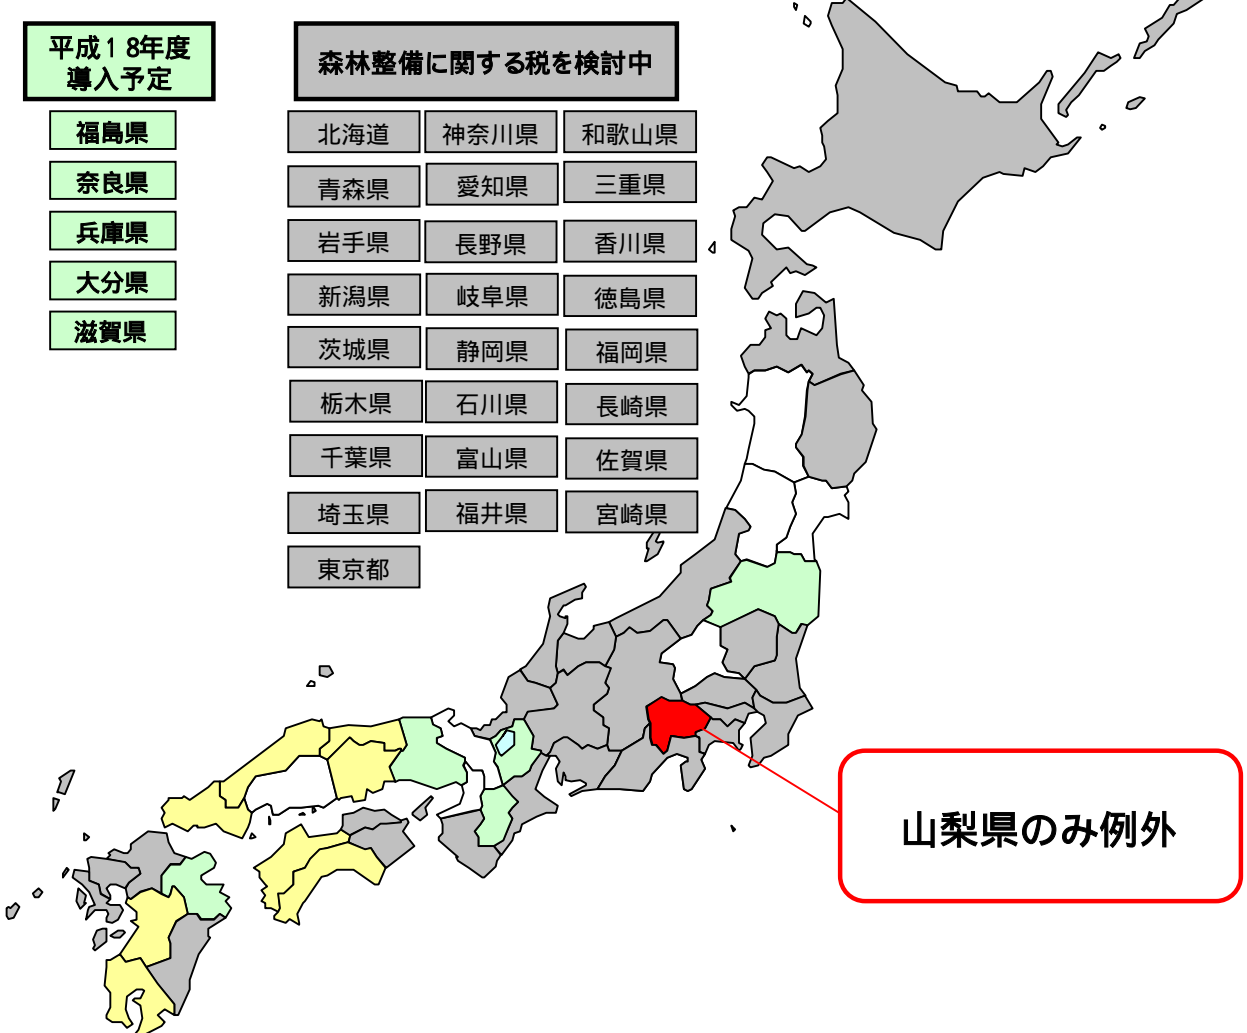 平成18年度
導入予定
福島県
奈良県
兵庫県
大分県
滋賀県
森林整備に関する税を検討中
北海道
神奈川県
和歌山県
青森県
愛知県
三重県
岩手県
長野県
香川県
新潟県
岐阜県
徳島県
茨城県
静岡県
福岡県
栃木県
石川県
長崎県
千葉県
富山県
佐賀県
埼玉県
福井県
宮崎県
東京都
山梨県のみ例外